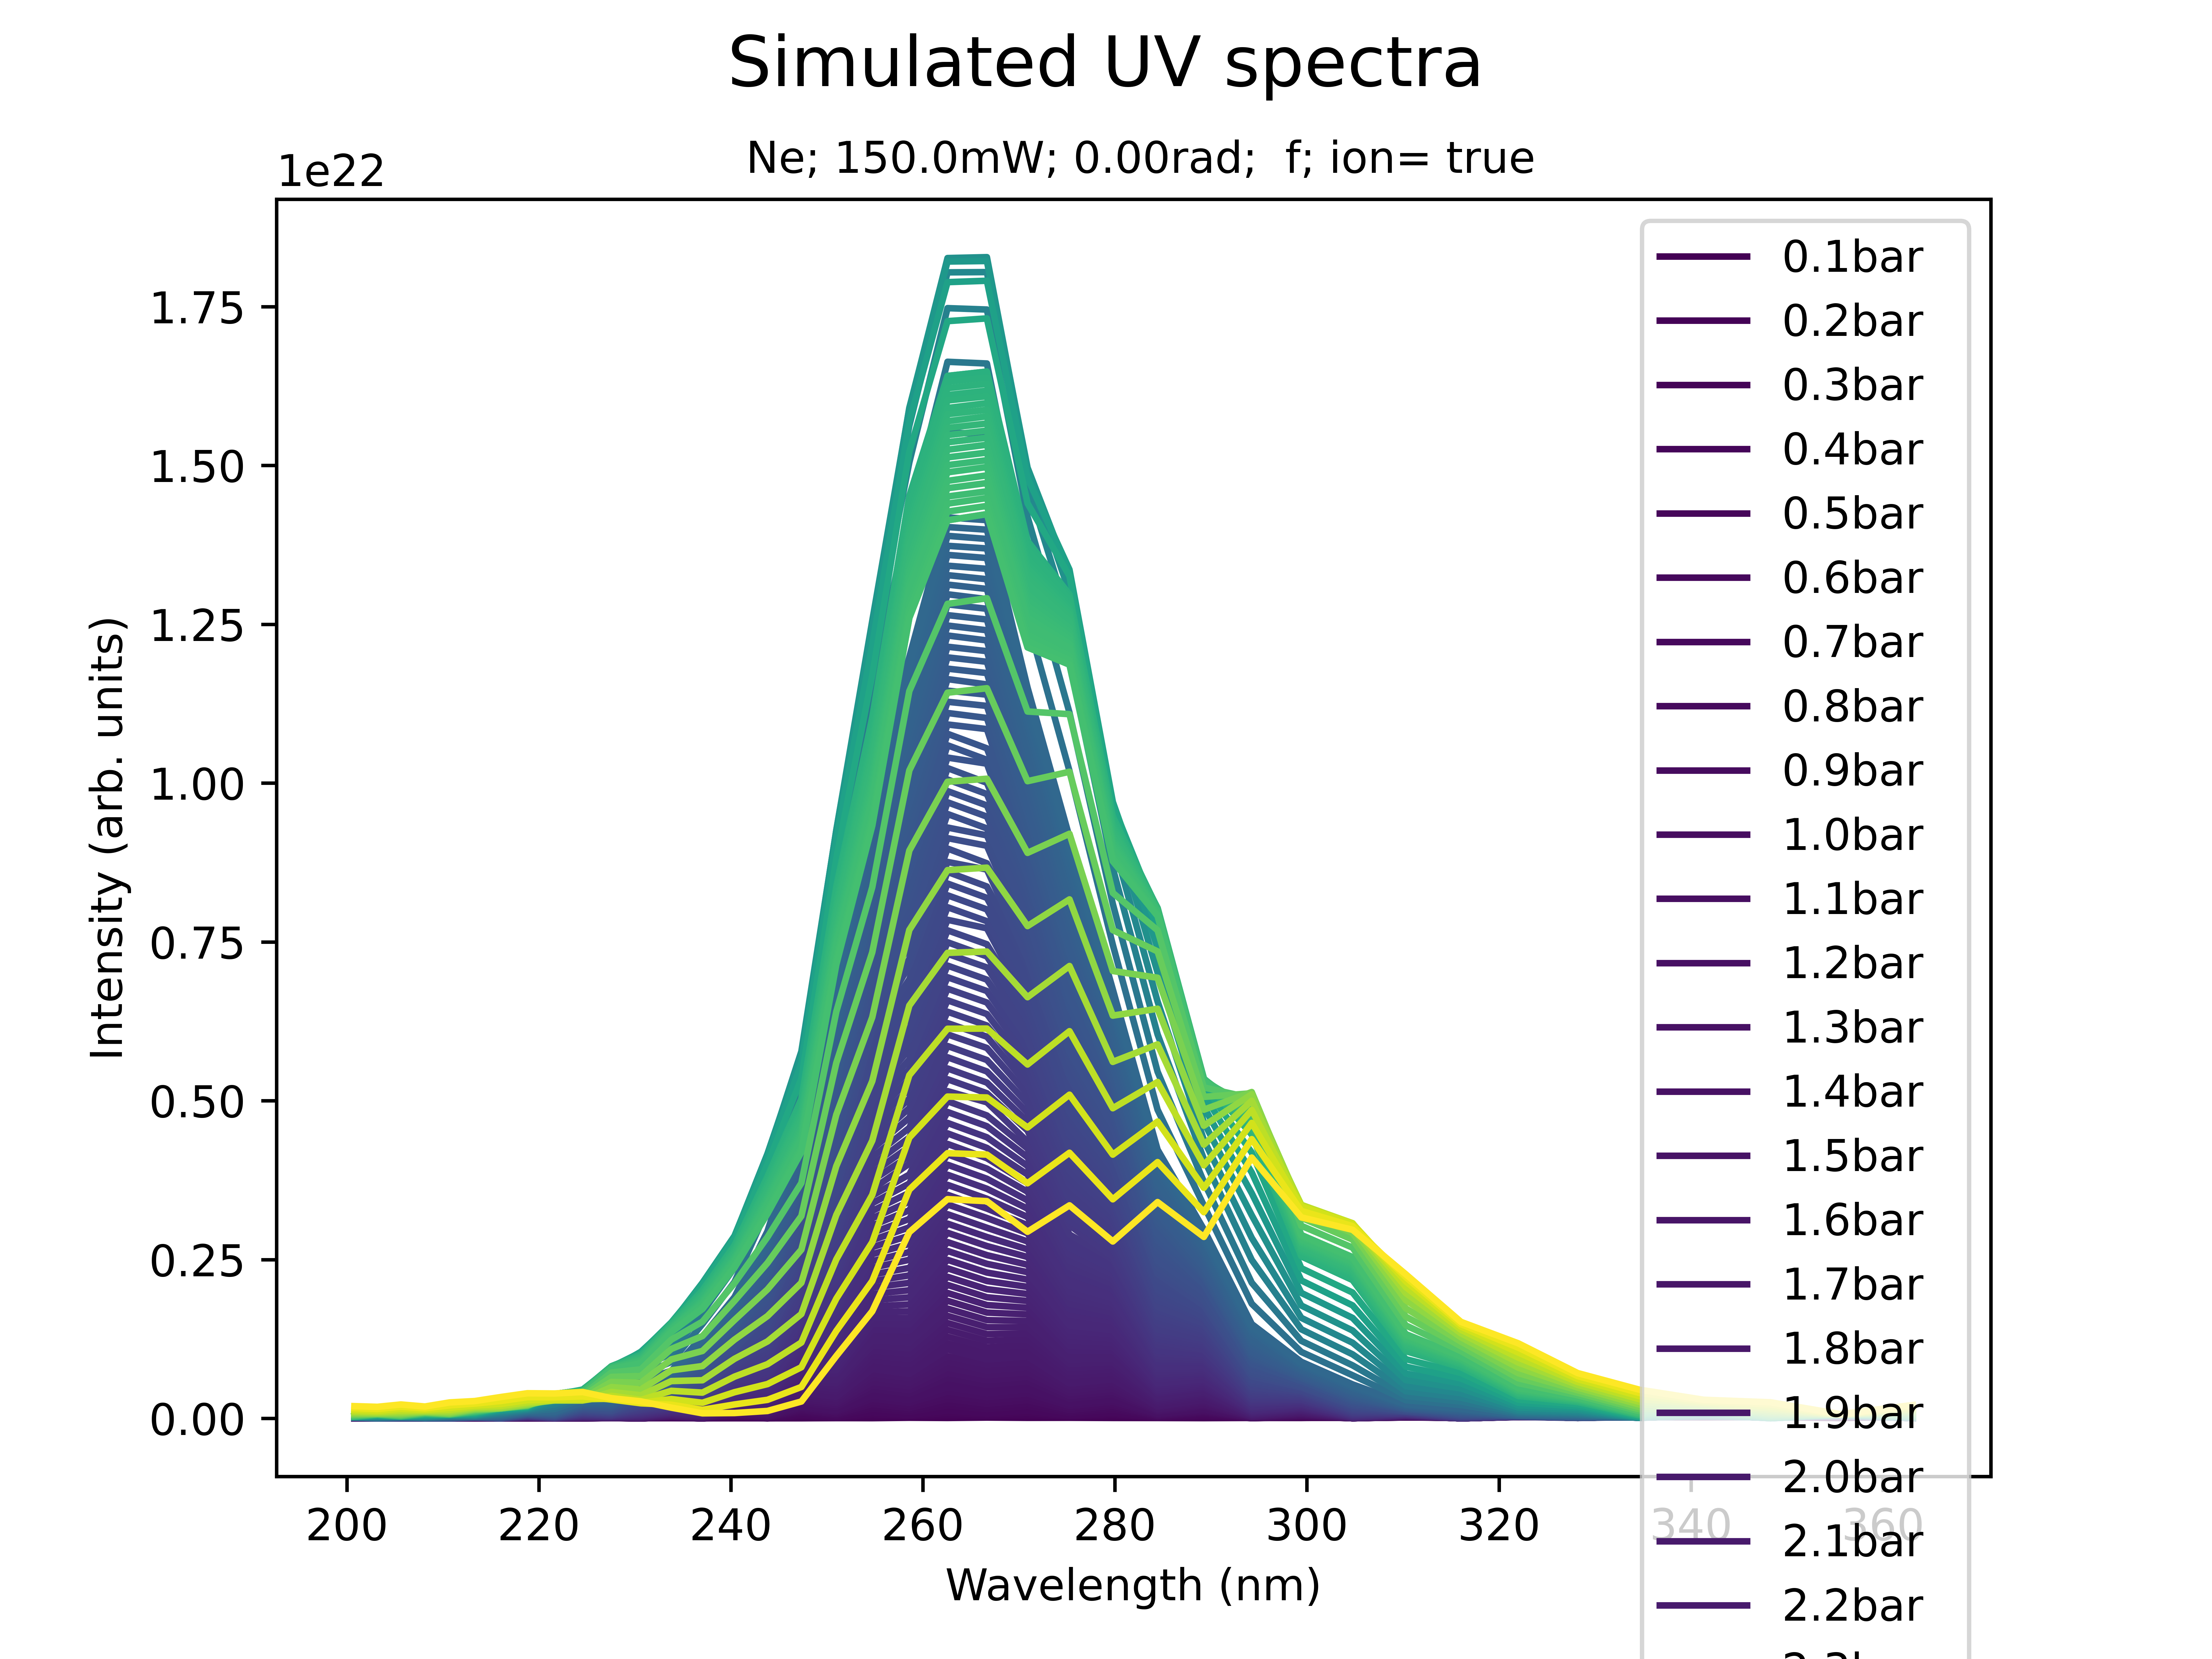 Simulated UV spectra
Ne; 150.0mW; 0.00rad;  f; ion= true
1e22
1.75
1.50
1.25
1.00
0.75
0.50
0.25
0.00
Intensity (arb. units)
200 220 240 260 280 300 320 340 360
Wavelength (nm)
0.1bar
0.2bar
0.3bar
0.4bar
0.5bar
0.6bar
0.7bar
0.8bar
0.9bar
1.0bar
1.1bar
1.2bar
1.3bar
1.4bar
1.5bar
1.6bar
1.7bar
1.8bar
1.9bar
2.0bar
2.1bar
2.2bar